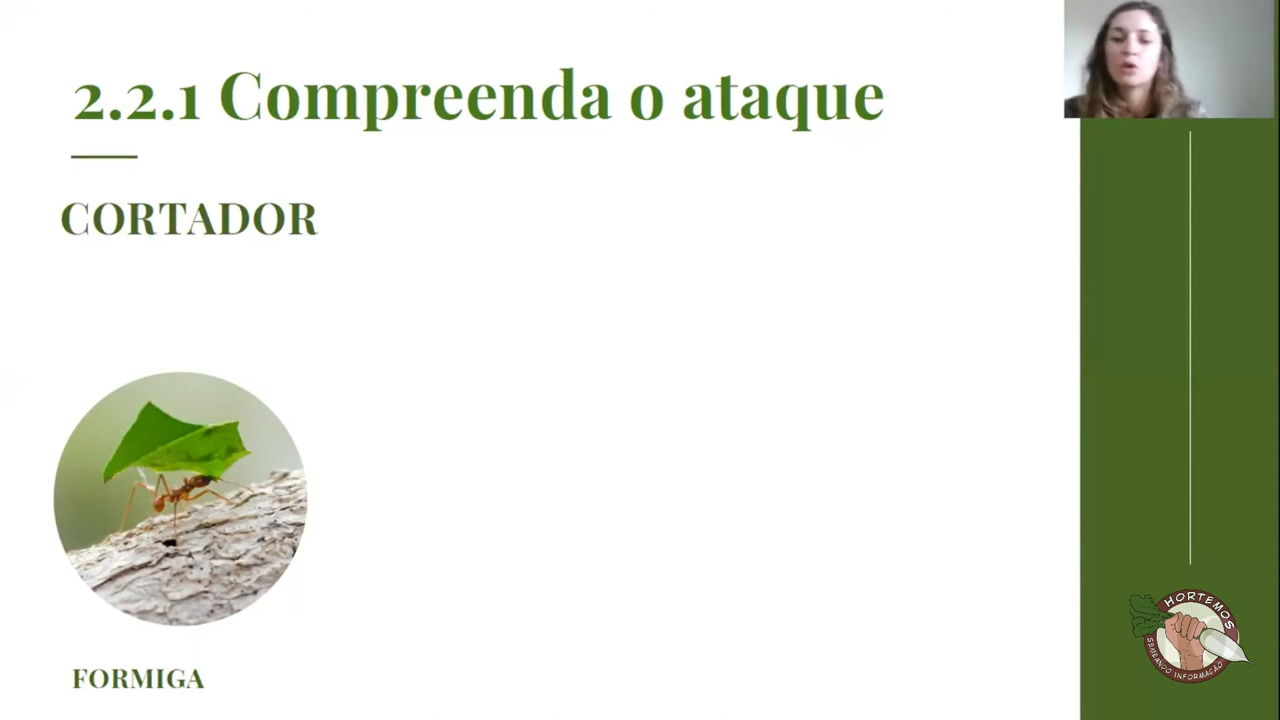 2.2.1 Compreenda o ataque
CORTADOR
FORMIGA
HORTEMOS
SEMEANDO INFORMAÇÃO